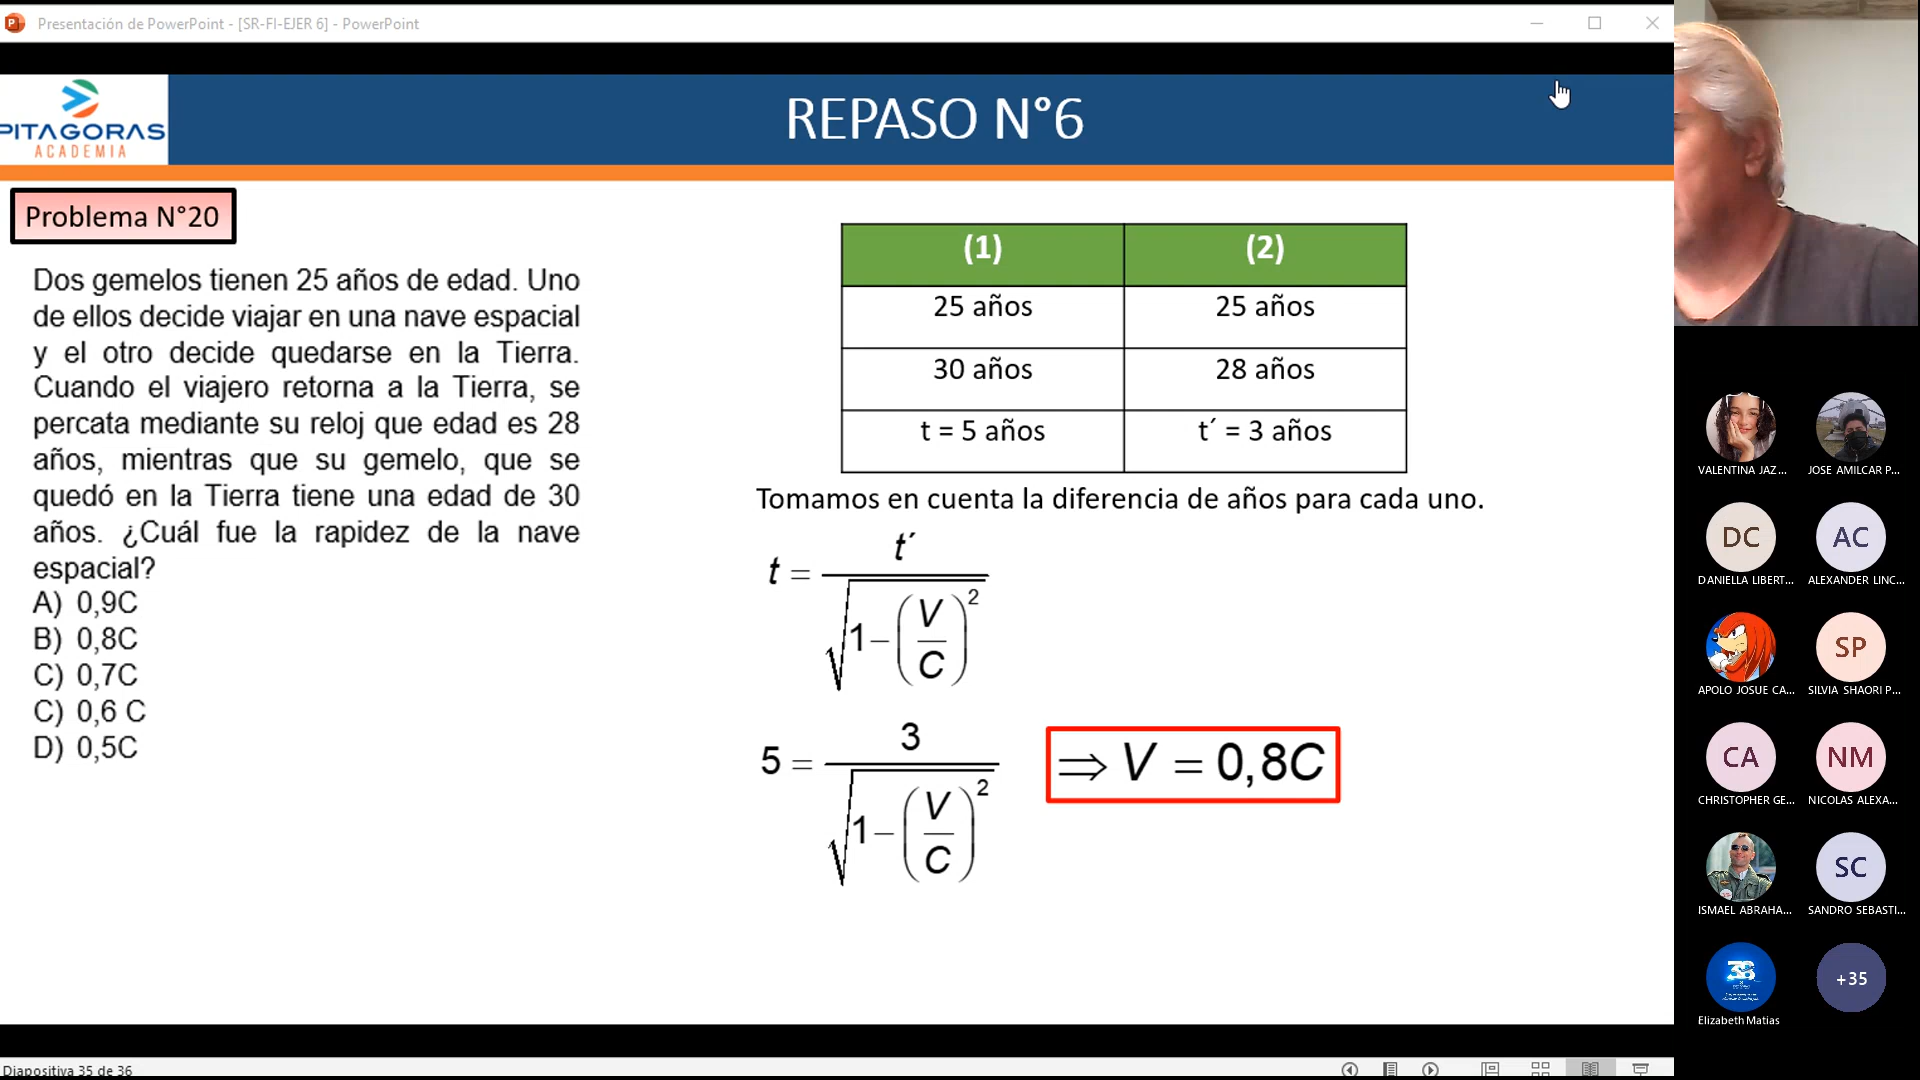 Presentación de PowerPoint - [SR-FI-EJER 6] - PowerPoint
PITAGORAS
ACADEMIA
REPASO N°6
Problema N°20
Dos gemelos tienen 25 años de edad. Uno
de ellos decide viajar en una nave espacial
y el otro decide quedarse en la Tierra.
Cuando el viajero retorna a la Tierra, se
percata mediante su reloj que edad es 28
años, mientras que su gemelo, que se
quedó en la Tierra tiene una edad de 30
años. ¿Cuál fue la rapidez de la nave
espacial?
A) 0,9C
B) 0,8C
C) 0,7C
C) 0,6 C
D) 0,5C
(1) (2)
25 años 25 años
30 años 28 años
t = 5 años t´ = 3 años
Tomamos en cuenta la diferencia de años para cada uno.
t = t´ / √(1 − (V/C)²)
5 = 3 / √(1 − (V/C)²)
⇒ V = 0,8C
VALENTINA JAZ...
JOSE AMILCAR P...
DC
DANIELLA LIBERT...
AC
ALEXANDER LINC...
APOLO JOSUE CA...
SP
SILVIA SHAORI P...
CA
CHRISTOPHER GE...
NM
NICOLAS ALEXA...
ISMAEL ABRAHA...
SC
SANDRO SEBASTI...
38
Elizabeth Matias
+35
Diapositiva 35 de 36